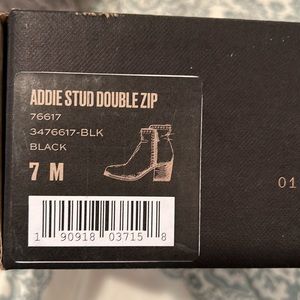 ADDIE STUD DOUBLE ZIP
76617
3476617-BLK
BLACK
7 M
01
1 90918 03715 8